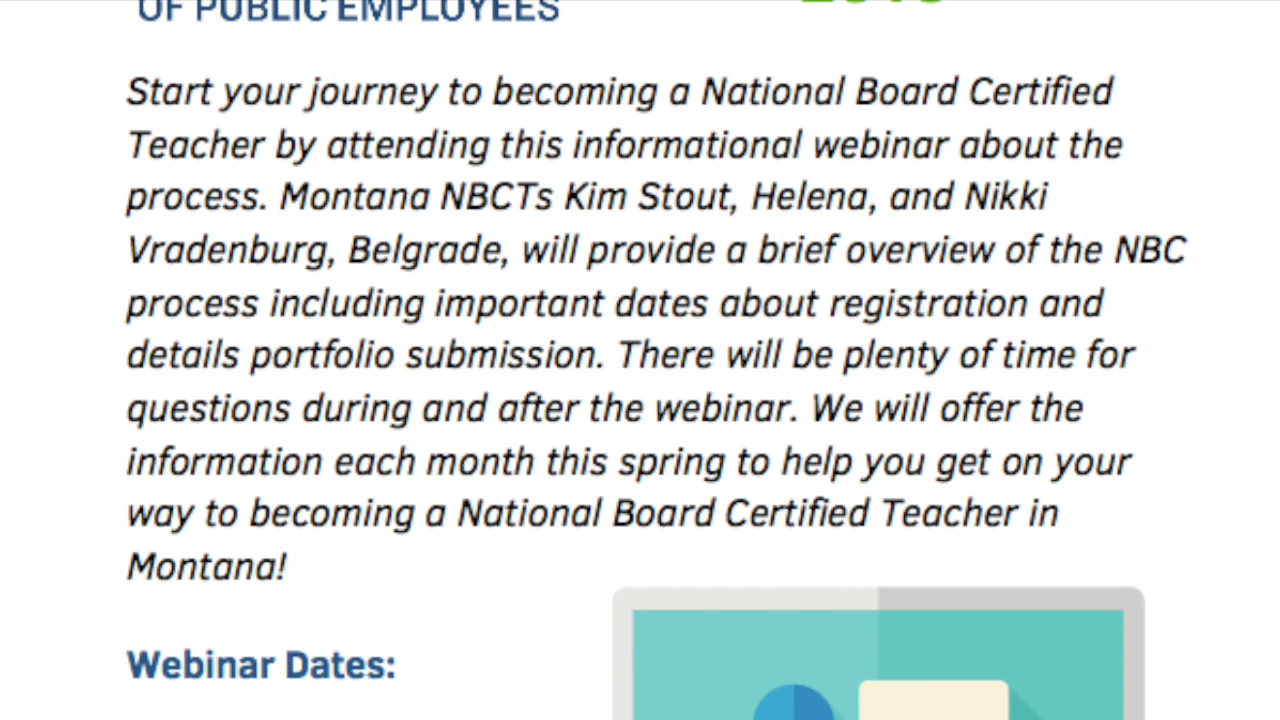 OF PUBLIC EMPLOYEES
Start your journey to becoming a National Board Certified
Teacher by attending this informational webinar about the
process. Montana NBCTs Kim Stout, Helena, and Nikki
Vradenburg, Belgrade, will provide a brief overview of the NBC
process including important dates about registration and
details portfolio submission. There will be plenty of time for
questions during and after the webinar. We will offer the
information each month this spring to help you get on your
way to becoming a National Board Certified Teacher in
Montana!
Webinar Dates: